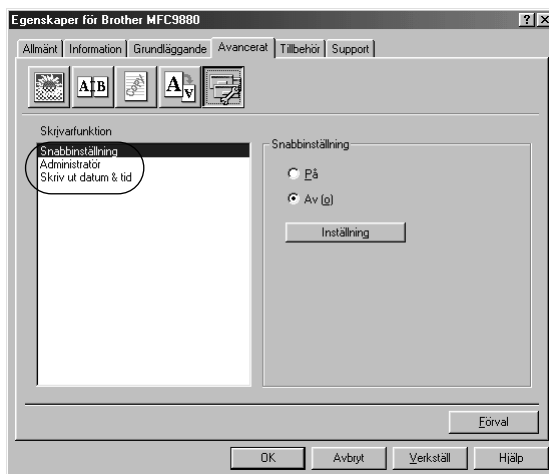 Egenskaper för Brother MFC9880
Allmänt Information Grundläggande Avancerat Tillbehör Support
A B
Copy
A A
Skrivarfunktion
Snabbinställning
Administratör
Skriv ut datum & tid
Snabbinställning
På
Av (o)
Inställning
Förval
OK Avbryt Verkställ Hjälp